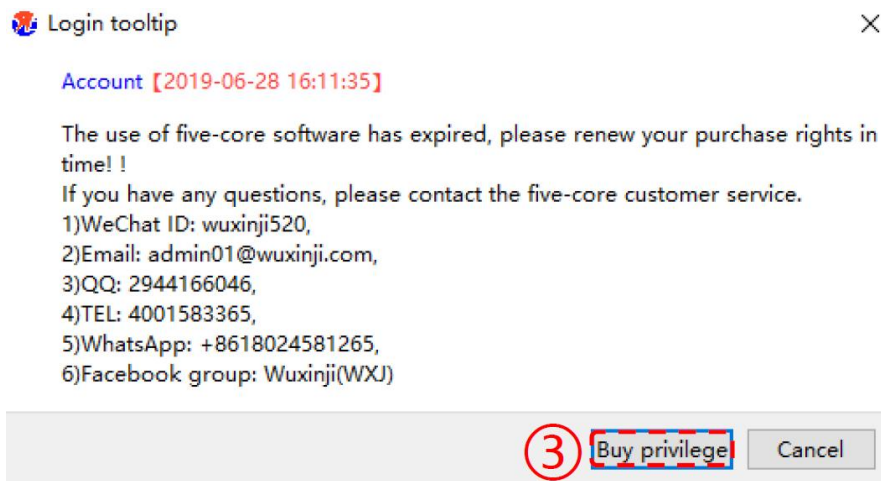 Login tooltip
Account【2019-06-28 16:11:35】
The use of five-core software has expired, please renew your purchase rights in
time! !
If you have any questions, please contact the five-core customer service.
1)WeChat ID: wuxinji520,
2)Email: admin01@wuxinji.com,
3)QQ: 2944166046,
4)TEL: 4001583365,
5)WhatsApp: +8618024581265,
6)Facebook group: Wuxinji(WXJ)
③ Buy privilege Cancel